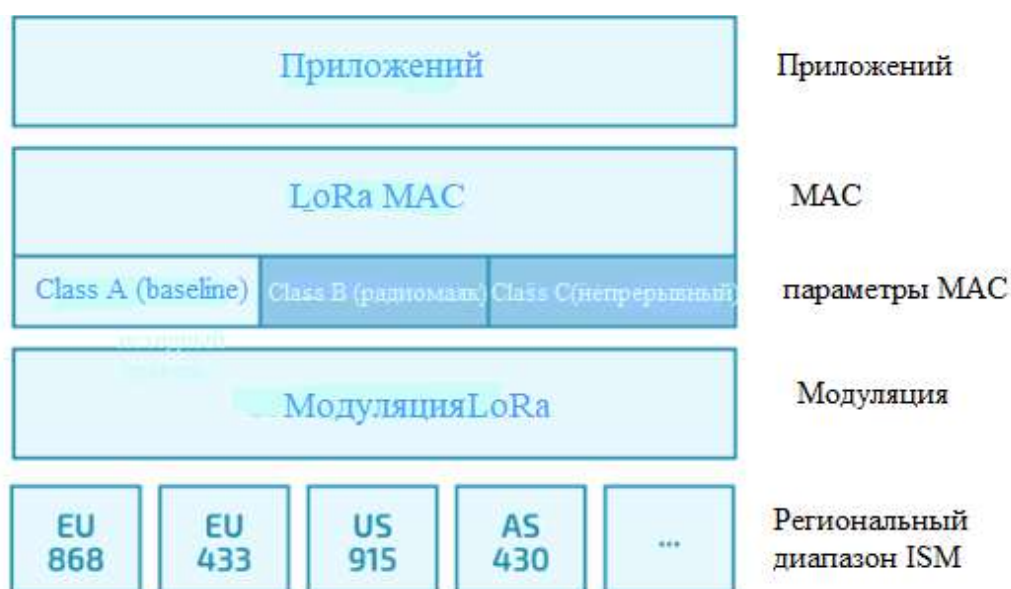 Приложений
Приложений
LoRa MAC
MAC
Class A (baseline)
Class B (радиомаяк)
Class C(непрерывный)
параметры MAC
МодуляцияLoRa
Модуляция
EU
868
EU
433
US
915
AS
430
...
Региональный
диапазон ISM